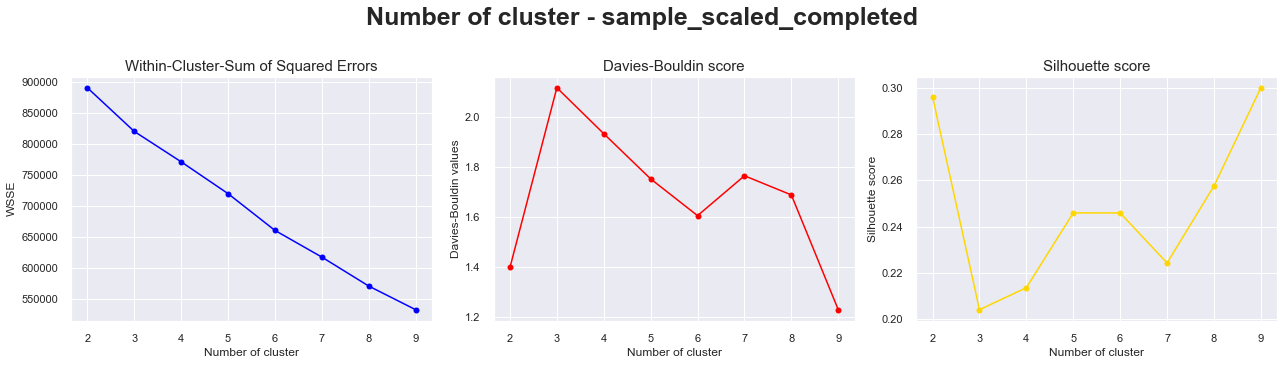 Number of cluster - sample_scaled_completed
Within-Cluster-Sum of Squared Errors
900000
850000
800000
750000
700000
650000
600000
550000
WSSE
2 3 4 5 6 7 8 9
Number of cluster
Davies-Bouldin score
2.0
1.8
1.6
1.4
1.2
Davies-Bouldin values
2 3 4 5 6 7 8 9
Number of cluster
Silhouette score
0.30
0.28
0.26
0.24
0.22
0.20
Silhouette score
2 3 4 5 6 7 8 9
Number of cluster